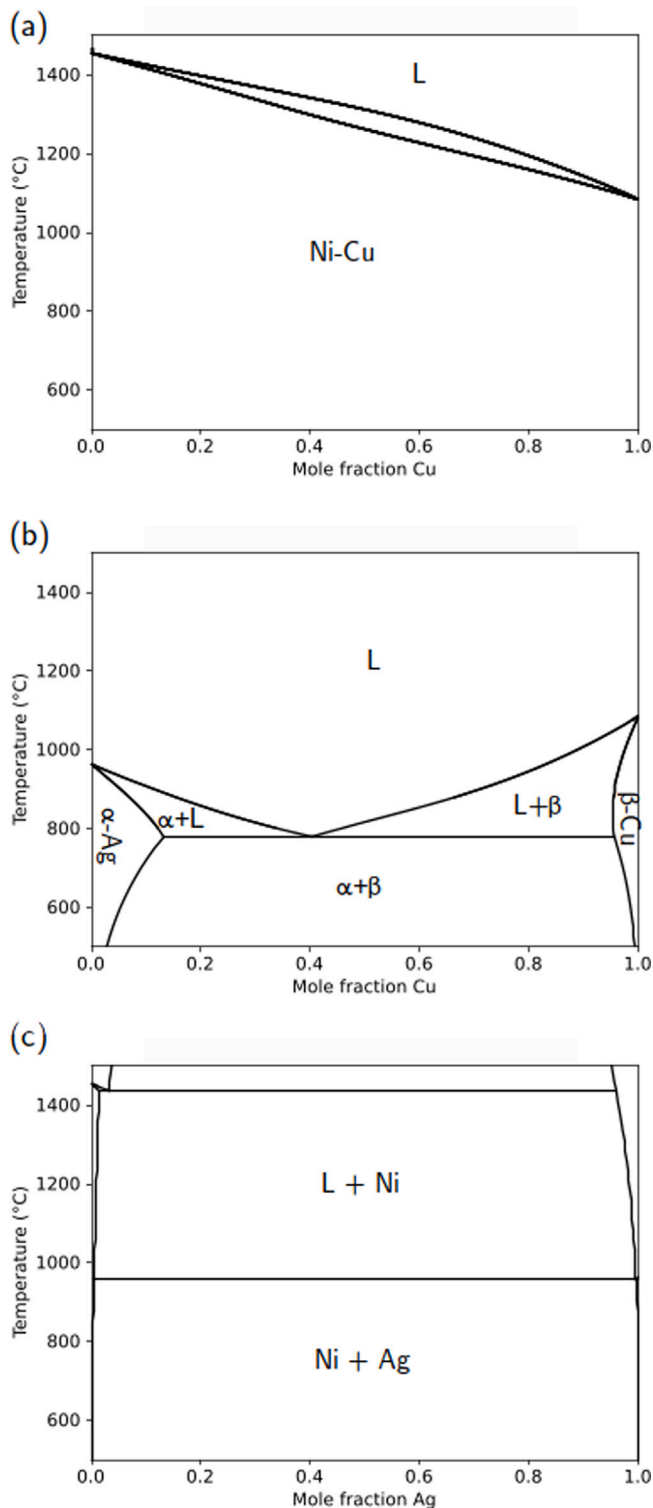 (a)
1400
1200
1000
800
600
Temperature (°C)
L
Ni-Cu
0.0 0.2 0.4 0.6 0.8 1.0
Mole fraction Cu
(b)
1400
1200
1000
800
600
Temperature (°C)
L
α-Ag
α+L
L+β
β-Cu
α+β
0.0 0.2 0.4 0.6 0.8 1.0
Mole fraction Cu
(c)
1400
1200
1000
800
600
Temperature (°C)
L + Ni
Ni + Ag
0.0 0.2 0.4 0.6 0.8 1.0
Mole fraction Ag